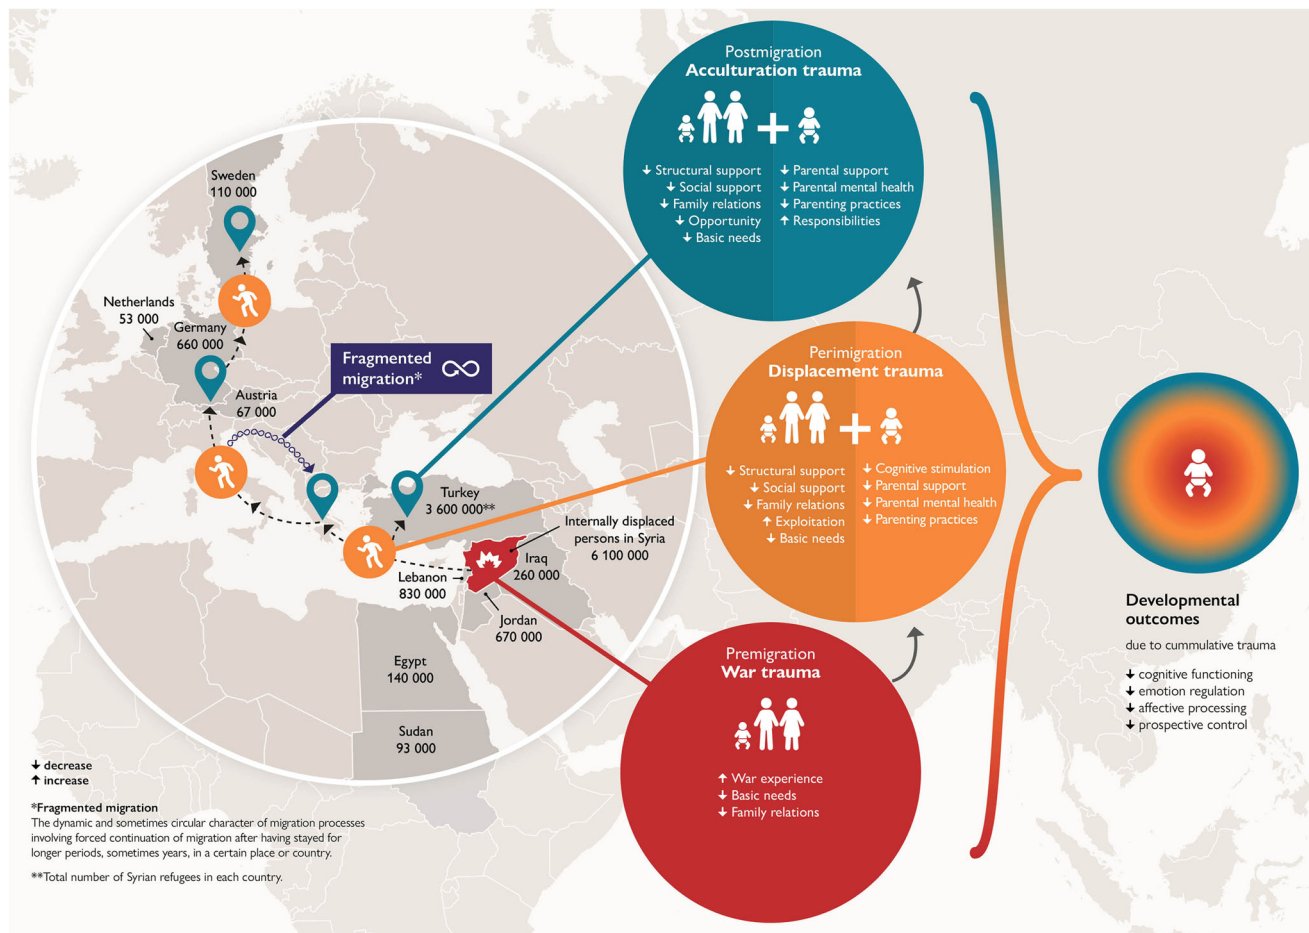 Sweden
110 000
Netherlands
53 000
Germany
660 000
Austria
67 000
Fragmented
migration*
Turkey
3 600 000**
Internally displaced
persons in Syria
6 100 000
Iraq
260 000
Lebanon
830 000
Jordan
670 000
Egypt
140 000
Sudan
93 000
↓ decrease
↑ increase
*Fragmented migration
The dynamic and sometimes circular character of migration processes
involving forced continuation of migration after having stayed for
longer periods, sometimes years, in a certain place or country.
**Total number of Syrian refugees in each country.
Postmigration
Acculturation trauma
+
↓ Structural support
↓ Social support
↓ Family relations
↓ Opportunity
↓ Basic needs
↓ Parental support
↓ Parental mental health
↓ Parenting practices
↑ Responsibilities
Perimigration
Displacement trauma
+
↓ Structural support
↓ Social support
↓ Family relations
↑ Exploitation
↓ Basic needs
↓ Cognitive stimulation
↓ Parental support
↓ Parental mental health
↓ Parenting practices
Premigration
War trauma
↑ War experience
↓ Basic needs
↓ Family relations
Developmental
outcomes
due to cummulative trauma
↓ cognitive functioning
↓ emotion regulation
↓ affective processing
↓ prospective control